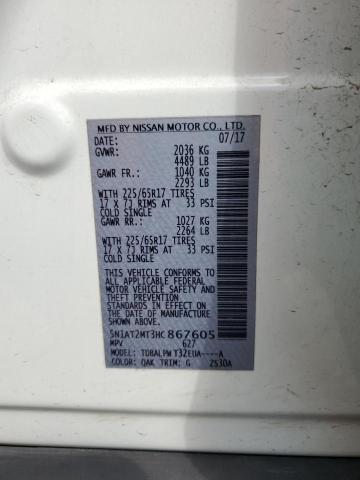 MFD BY NISSAN MOTOR CO., LTD.
DATE: 07/17
GVWR: 2036 KG
4489 LB
GAWR FR: 1040 KG
2293 LB
WITH 225/65R17 TIRES
17 X 7J RIMS AT 33 PSI
COLD SINGLE
GAWR RR: 1027 KG
2264 LB
WITH 225/65R17 TIRES
17 X 7J RIMS AT 33 PSI
COLD SINGLE
THIS VEHICLE CONFORMS TO
ALL APPLICABLE FEDERAL
MOTOR VEHICLE SAFETY AND
STANDARDS IN EFFECT ON
THE DATE OF MANUFACTURE
SHOWN ABOVE.
5N1AT2MT3HC867605
MPV 627
MODEL: TDBALPW T32EUA----A
COLOR: QAK TRIM: G 2530A